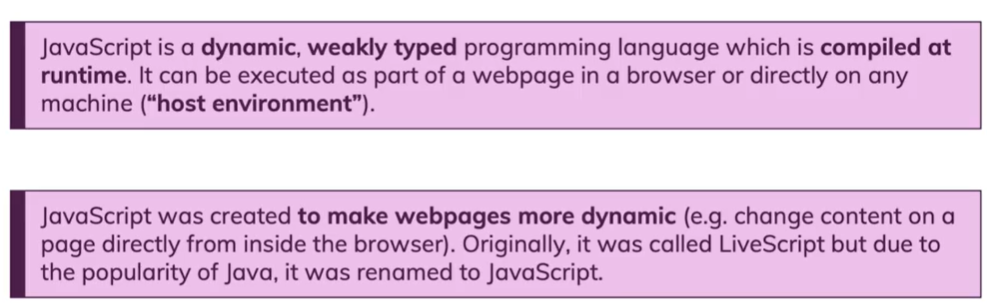 JavaScript is a dynamic, weakly typed programming language which is compiled at
runtime. It can be executed as part of a webpage in a browser or directly on any
machine (“host environment”).
JavaScript was created to make webpages more dynamic (e.g. change content on a
page directly from inside the browser). Originally, it was called LiveScript but due to
the popularity of Java, it was renamed to JavaScript.